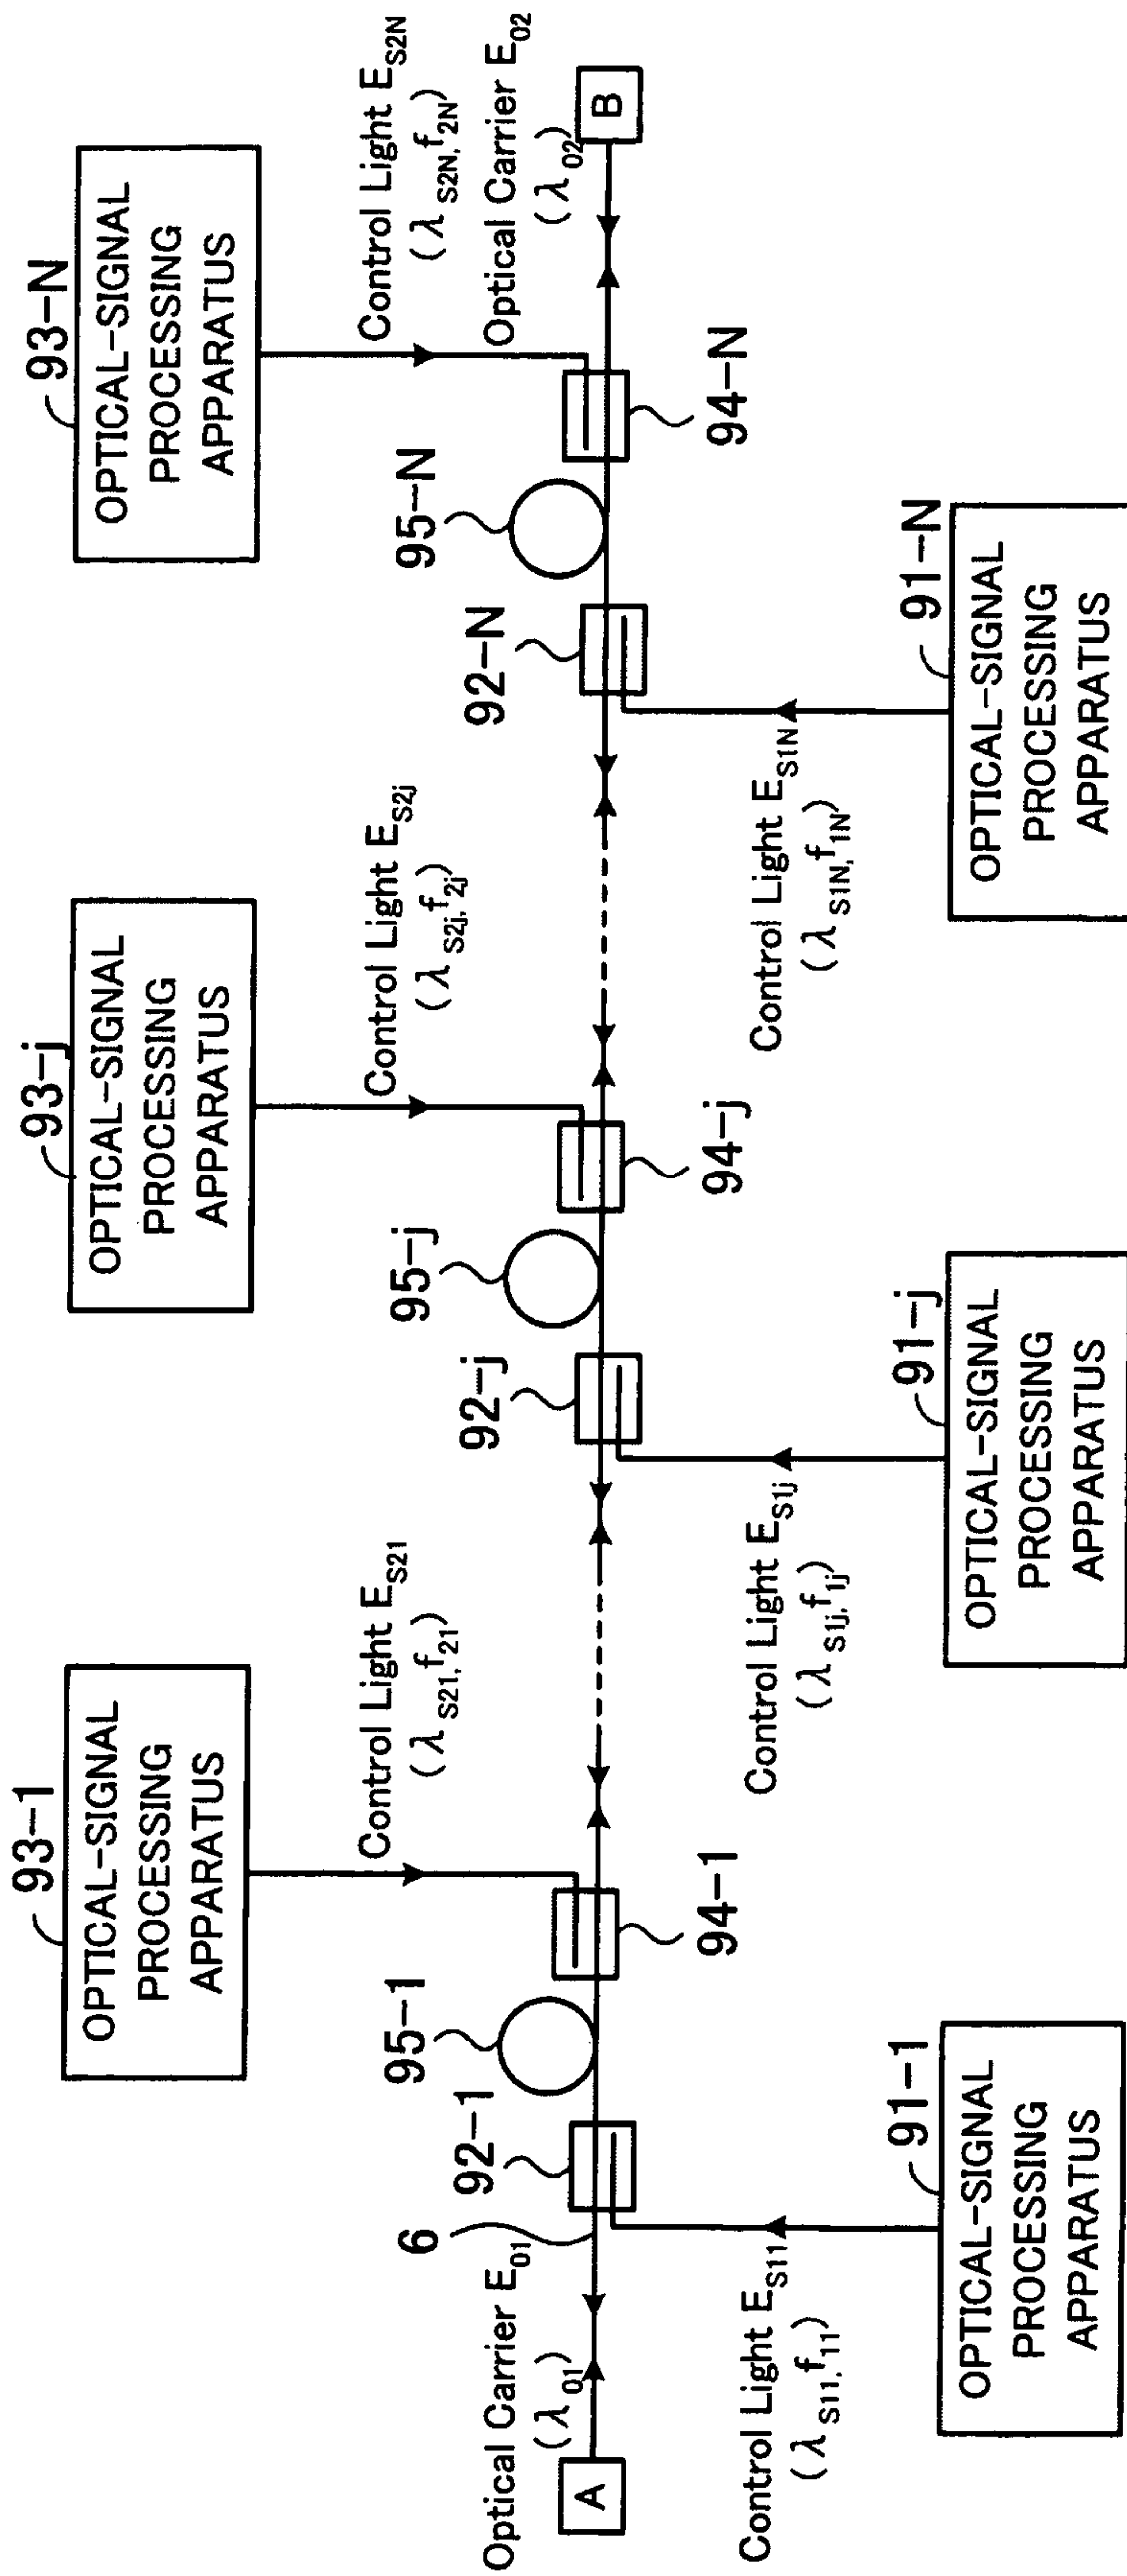 93-1
OPTICAL-SIGNAL
PROCESSING
APPARATUS
93-j
OPTICAL-SIGNAL
PROCESSING
APPARATUS
93-N
OPTICAL-SIGNAL
PROCESSING
APPARATUS
Control Light E_S21
(λ_S21, f_21)
Control Light E_S2j
(λ_S2j, f_2j)
Control Light E_S2N
(λ_S2N, f_2N)
Optical Carrier E_01
(λ_01)
6
92-1
95-1
92-j
95-j
92-N
95-N
Optical Carrier E_02
(λ_02)
A
B
94-1
94-j
94-N
Control Light E_S11
(λ_S11, f_11)
Control Light E_S1j
(λ_S1j, f_1j)
Control Light E_S1N
(λ_S1N, f_1N)
91-1
OPTICAL-SIGNAL
PROCESSING
APPARATUS
91-j
OPTICAL-SIGNAL
PROCESSING
APPARATUS
91-N
OPTICAL-SIGNAL
PROCESSING
APPARATUS